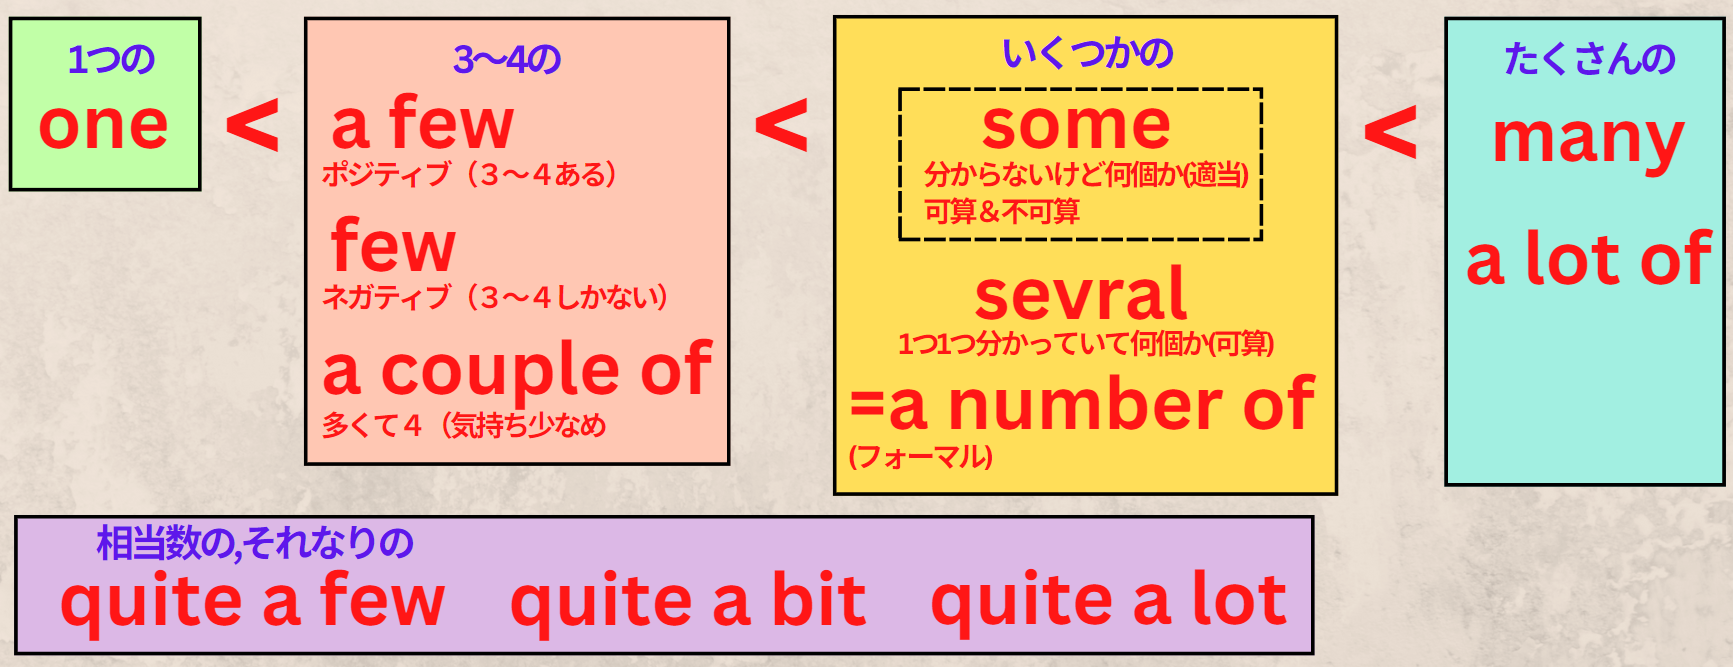 1つの
one
<
3〜4の
a few
ポジティブ（３〜４ある）
few
ネガティブ（３〜４しかない）
a couple of
多くて４（気持ち少なめ
<
いくつかの
some
分からないけど何個か(適当)
可算＆不可算
sevral
1つ1つ分かっていて何個か(可算)
=a number of
(フォーマル)
<
たくさんの
many
a lot of
相当数の,それなりの
quite a few quite a bit quite a lot